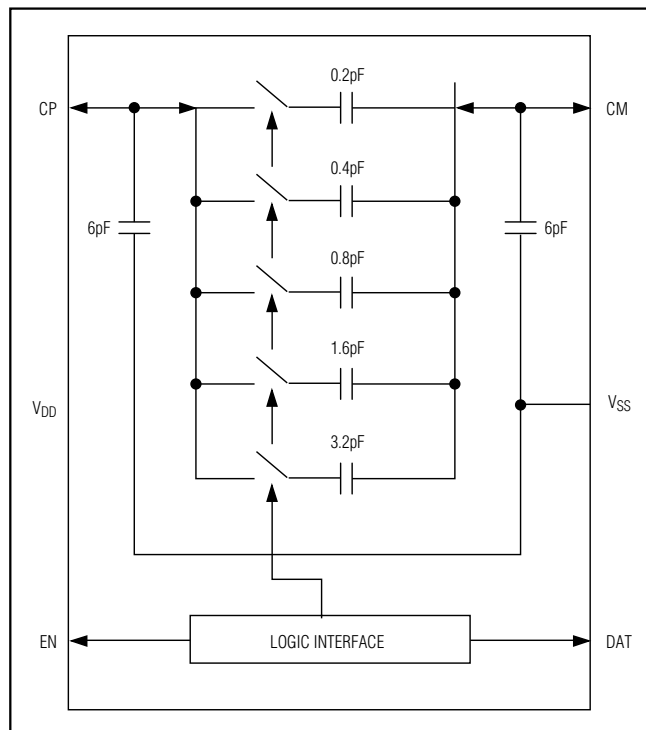 0.2pF
CP
CM
0.4pF
6pF
6pF
0.8pF
1.6pF
VDD
VSS
3.2pF
EN
LOGIC INTERFACE
DAT